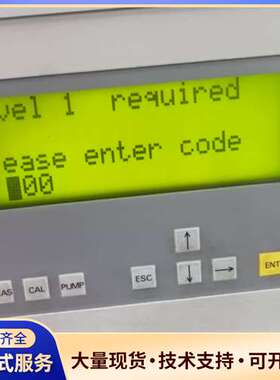 vel 1 required
ease enter code
00
AS
CAL
PUMP
ESC
↑
↓
→
ENT
齐全
式服务
大量现货·技术支持·可开